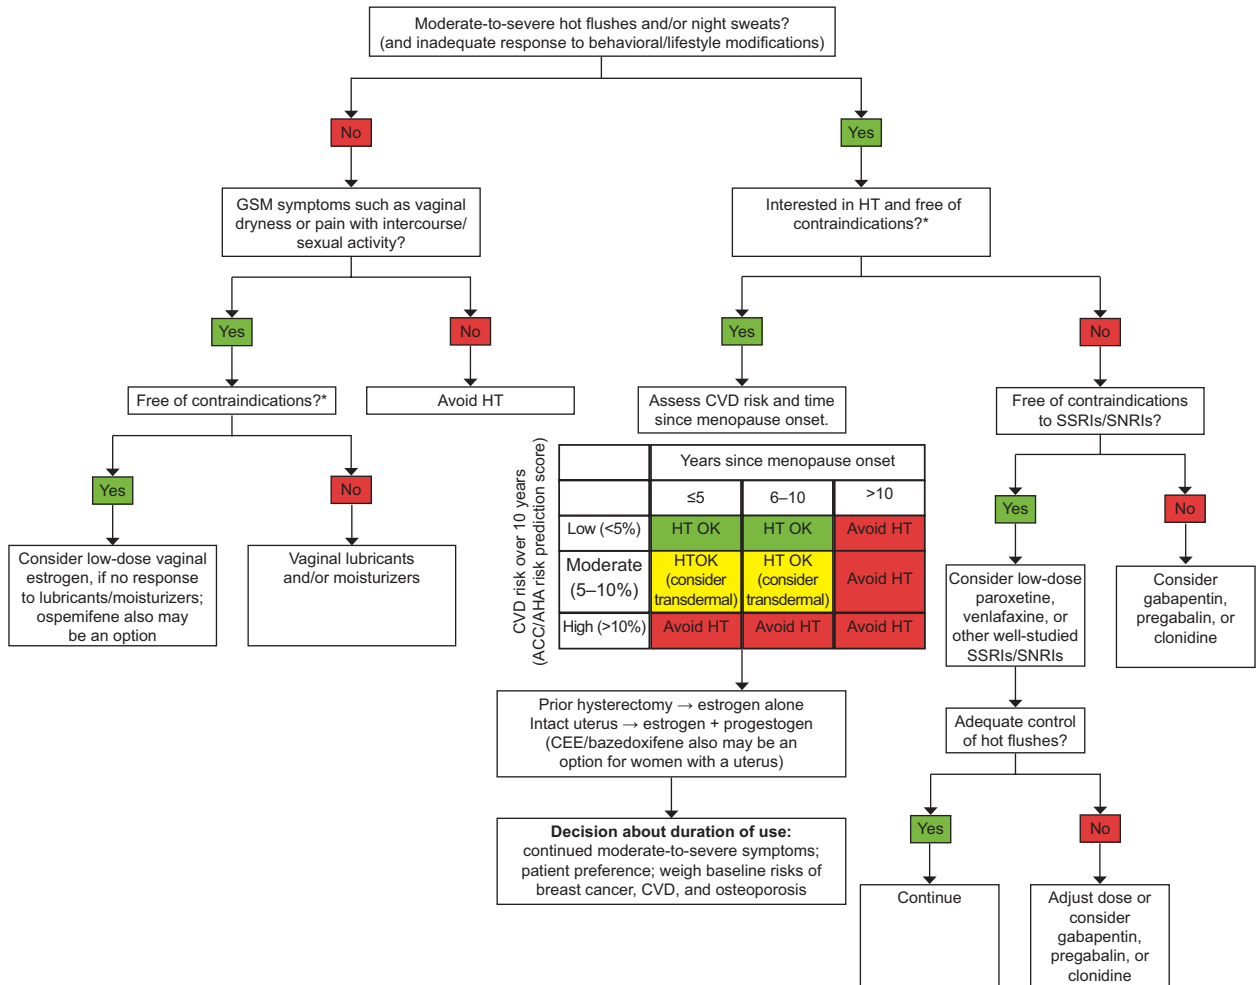 Moderate-to-severe hot flushes and/or night sweats?
(and inadequate response to behavioral/lifestyle modifications)
No
Yes
GSM symptoms such as vaginal
dryness or pain with intercourse/
sexual activity?
Interested in HT and free of
contraindications?*
Yes
No
Yes
No
Free of contraindications?*
Avoid HT
Assess CVD risk and time
since menopause onset.
Free of contraindications
to SSRIs/SNRIs?
Yes
No
Consider low-dose vaginal
estrogen, if no response
to lubricants/moisturizers;
ospemifene also may
be an option
Vaginal lubricants
and/or moisturizers
CVD risk over 10 years
(ACC/AHA risk prediction score)
Years since menopause onset
≤5
6–10
>10
Low (<5%)
HT OK
HT OK
Avoid HT
Moderate
(5–10%)
HTOK
(consider
transdermal)
HT OK
(consider
transdermal)
Avoid HT
High (>10%)
Avoid HT
Avoid HT
Avoid HT
Yes
No
Consider low-dose
paroxetine,
venlafaxine, or
other well-studied
SSRIs/SNRIs
Consider
gabapentin,
pregabalin, or
clonidine
Prior hysterectomy → estrogen alone
Intact uterus → estrogen + progestogen
(CEE/bazedoxifene also may be an
option for women with a uterus)
Adequate control
of hot flushes?
Decision about duration of use:
continued moderate-to-severe symptoms;
patient preference; weigh baseline risks of
breast cancer, CVD, and osteoporosis
Yes
No
Continue
Adjust dose or
consider
gabapentin,
pregabalin, or
clonidine